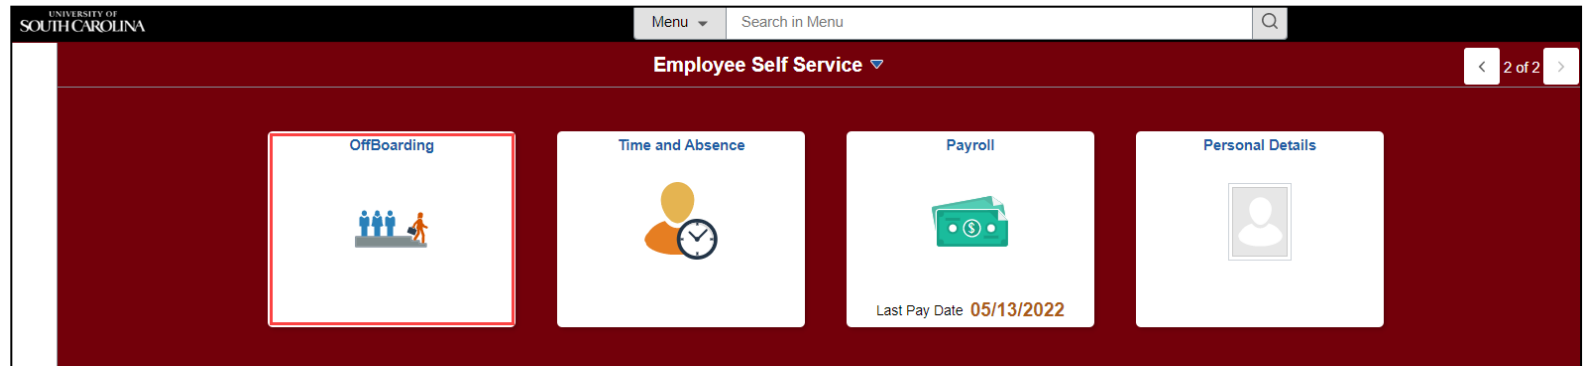 UNIVERSITY OF
SOUTH CAROLINA
Menu
Search in Menu
Employee Self Service
2 of 2
OffBoarding
Time and Absence
Payroll
Personal Details
$
Last Pay Date 05/13/2022